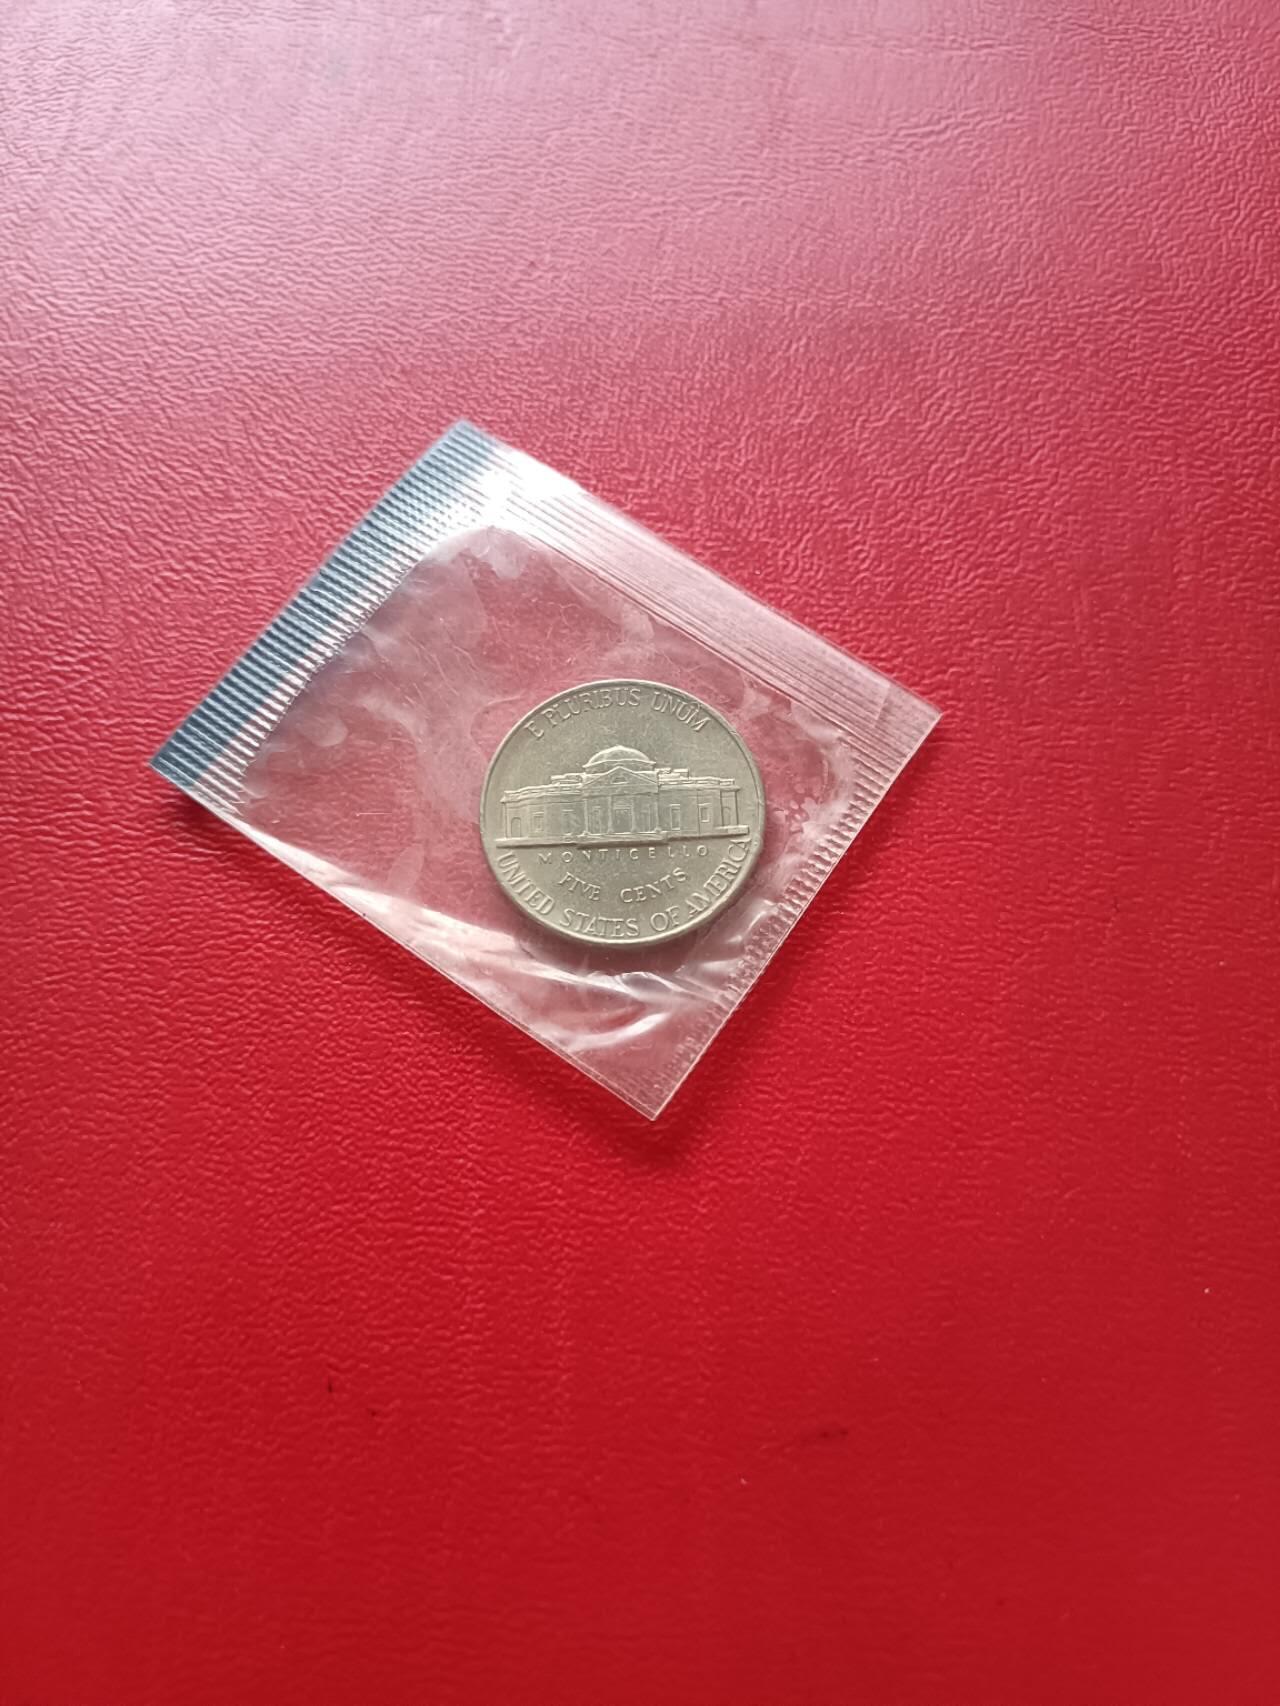 E PLURIBUS UNUM
MONTICELLO
FIVE CENTS
UNITED STATES OF AMERICA